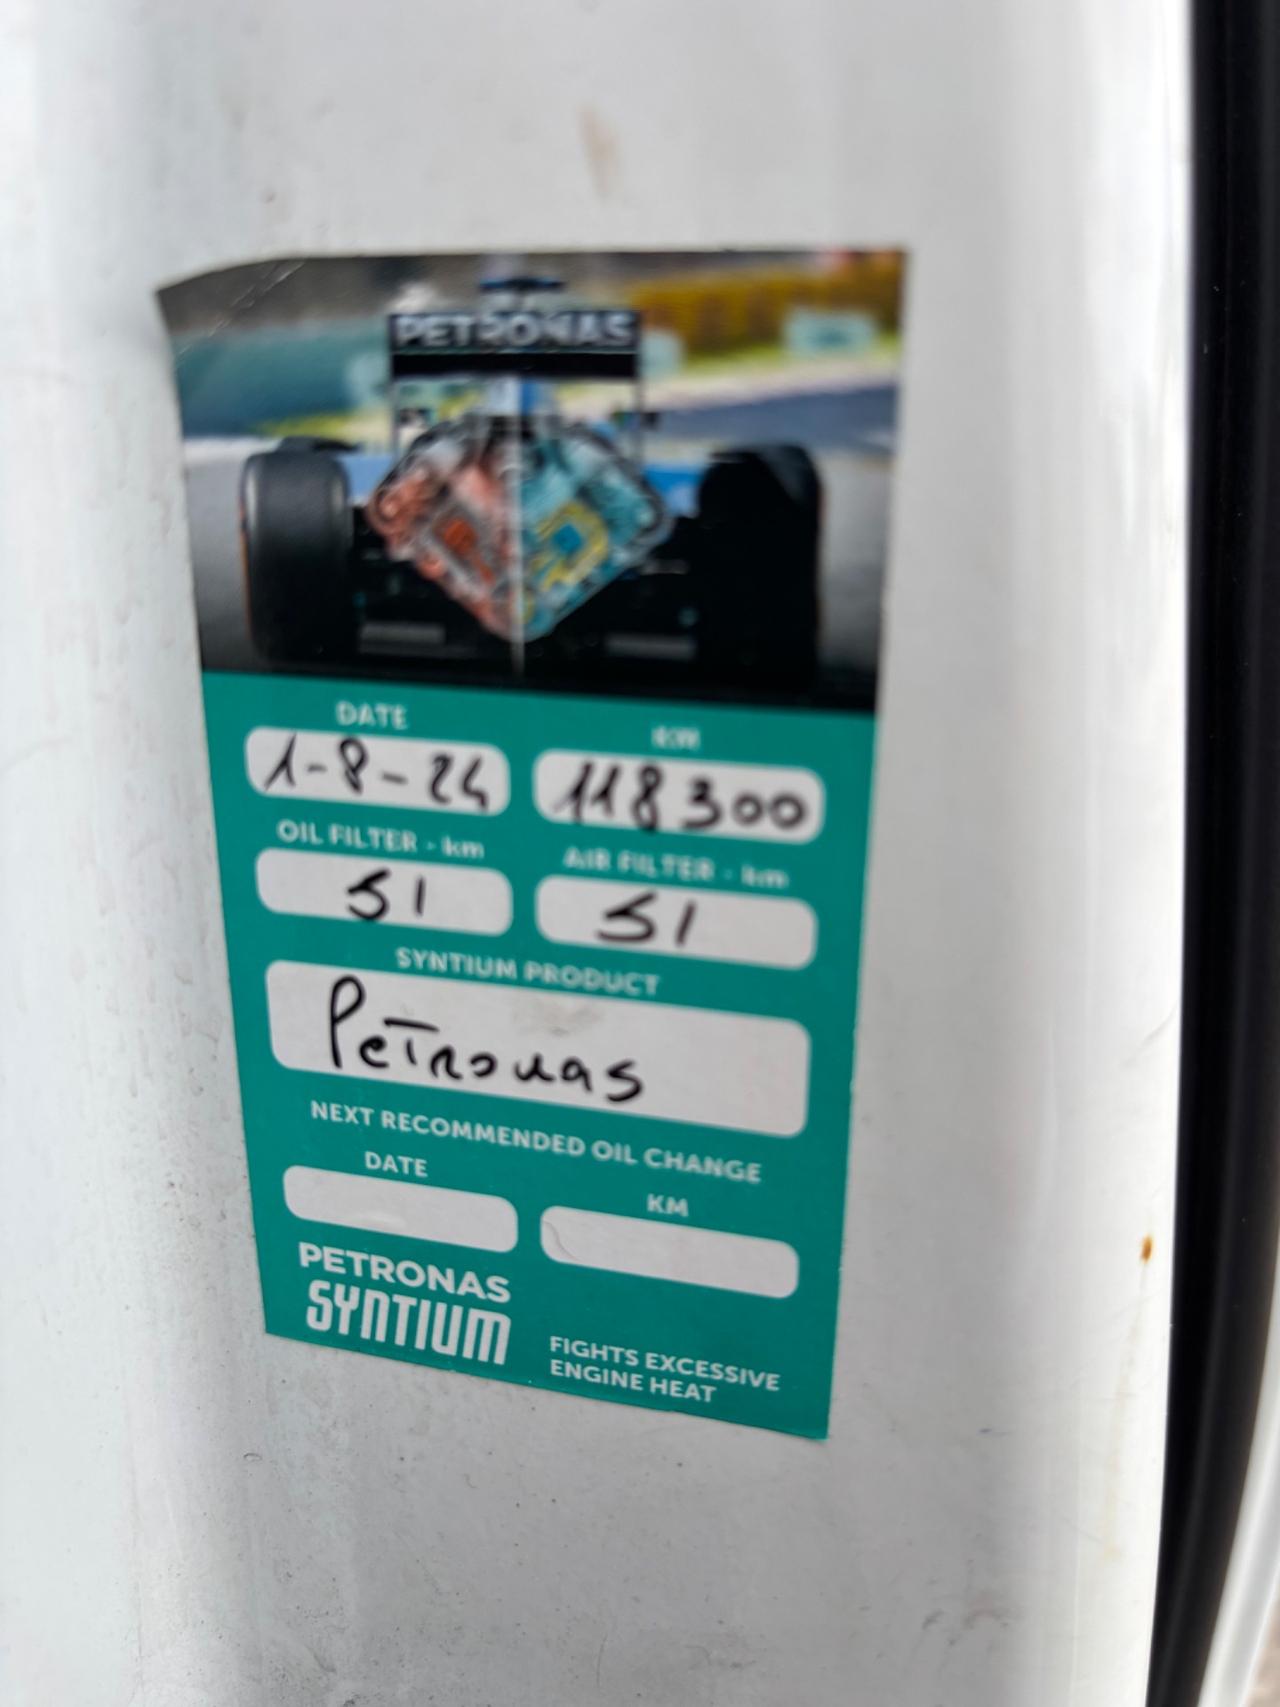 PETRONAS
DATE
KM
1-8-24
118300
OIL FILTER - km
AIR FILTER - km
SI
SI
SYNTIUM PRODUCT
Petronas
NEXT RECOMMENDED OIL CHANGE
DATE
KM
PETRONAS
SYNTIUM
FIGHTS EXCESSIVE
ENGINE HEAT